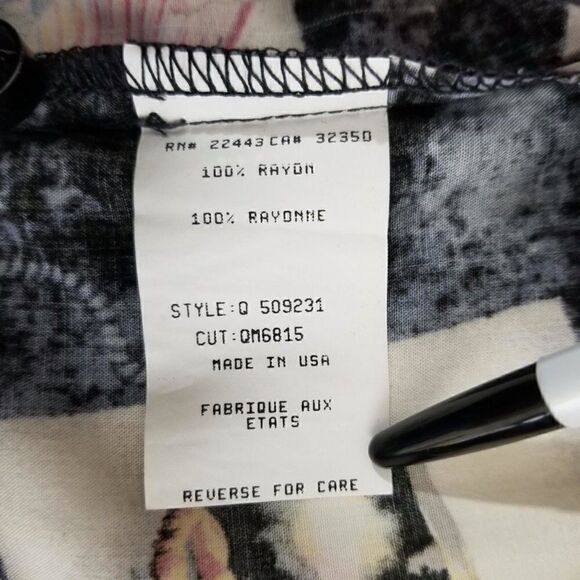 RN# 22443 CA# 32350
100% RAYON
100% RAYONNE
STYLE:Q 509231
CUT:QM6815
MADE IN USA
FABRIQUE AUX
ETATS
REVERSE FOR CARE